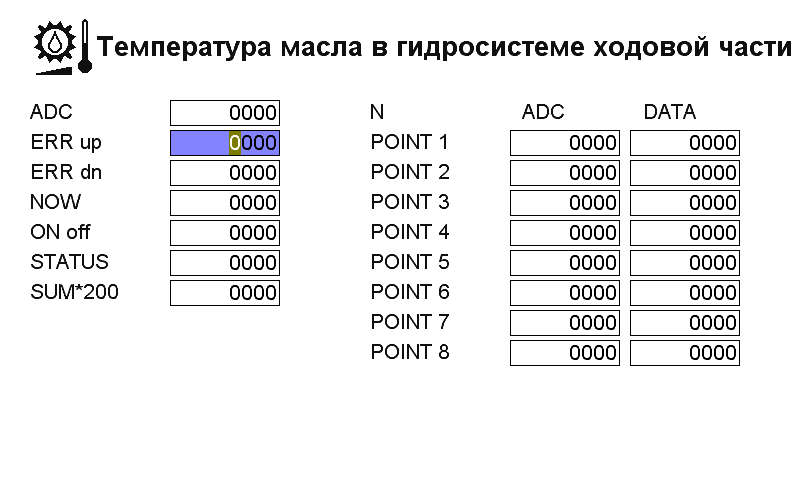 Температура масла в гидросистеме ходовой части
ADC 0000 N ADC DATA
ERR up 0000 POINT 1 0000 0000
ERR dn 0000 POINT 2 0000 0000
NOW 0000 POINT 3 0000 0000
ON off 0000 POINT 4 0000 0000
STATUS 0000 POINT 5 0000 0000
SUM*200 0000 POINT 6 0000 0000
POINT 7 0000 0000
POINT 8 0000 0000